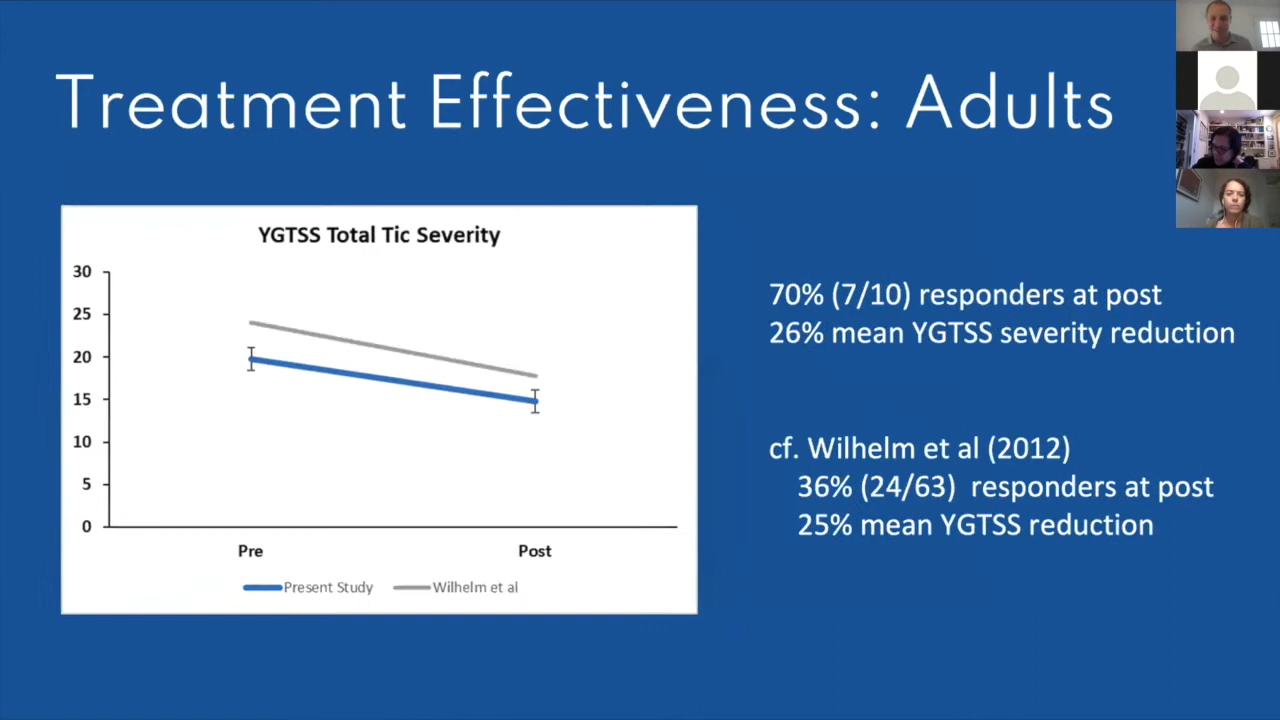 Treatment Effectiveness: Adults
YGTSS Total Tic Severity
30
25
20
15
10
5
0
Pre
Post
Present Study
Wilhelm et al
70% (7/10) responders at post
26% mean YGTSS severity reduction
cf. Wilhelm et al (2012)
36% (24/63) responders at post
25% mean YGTSS reduction